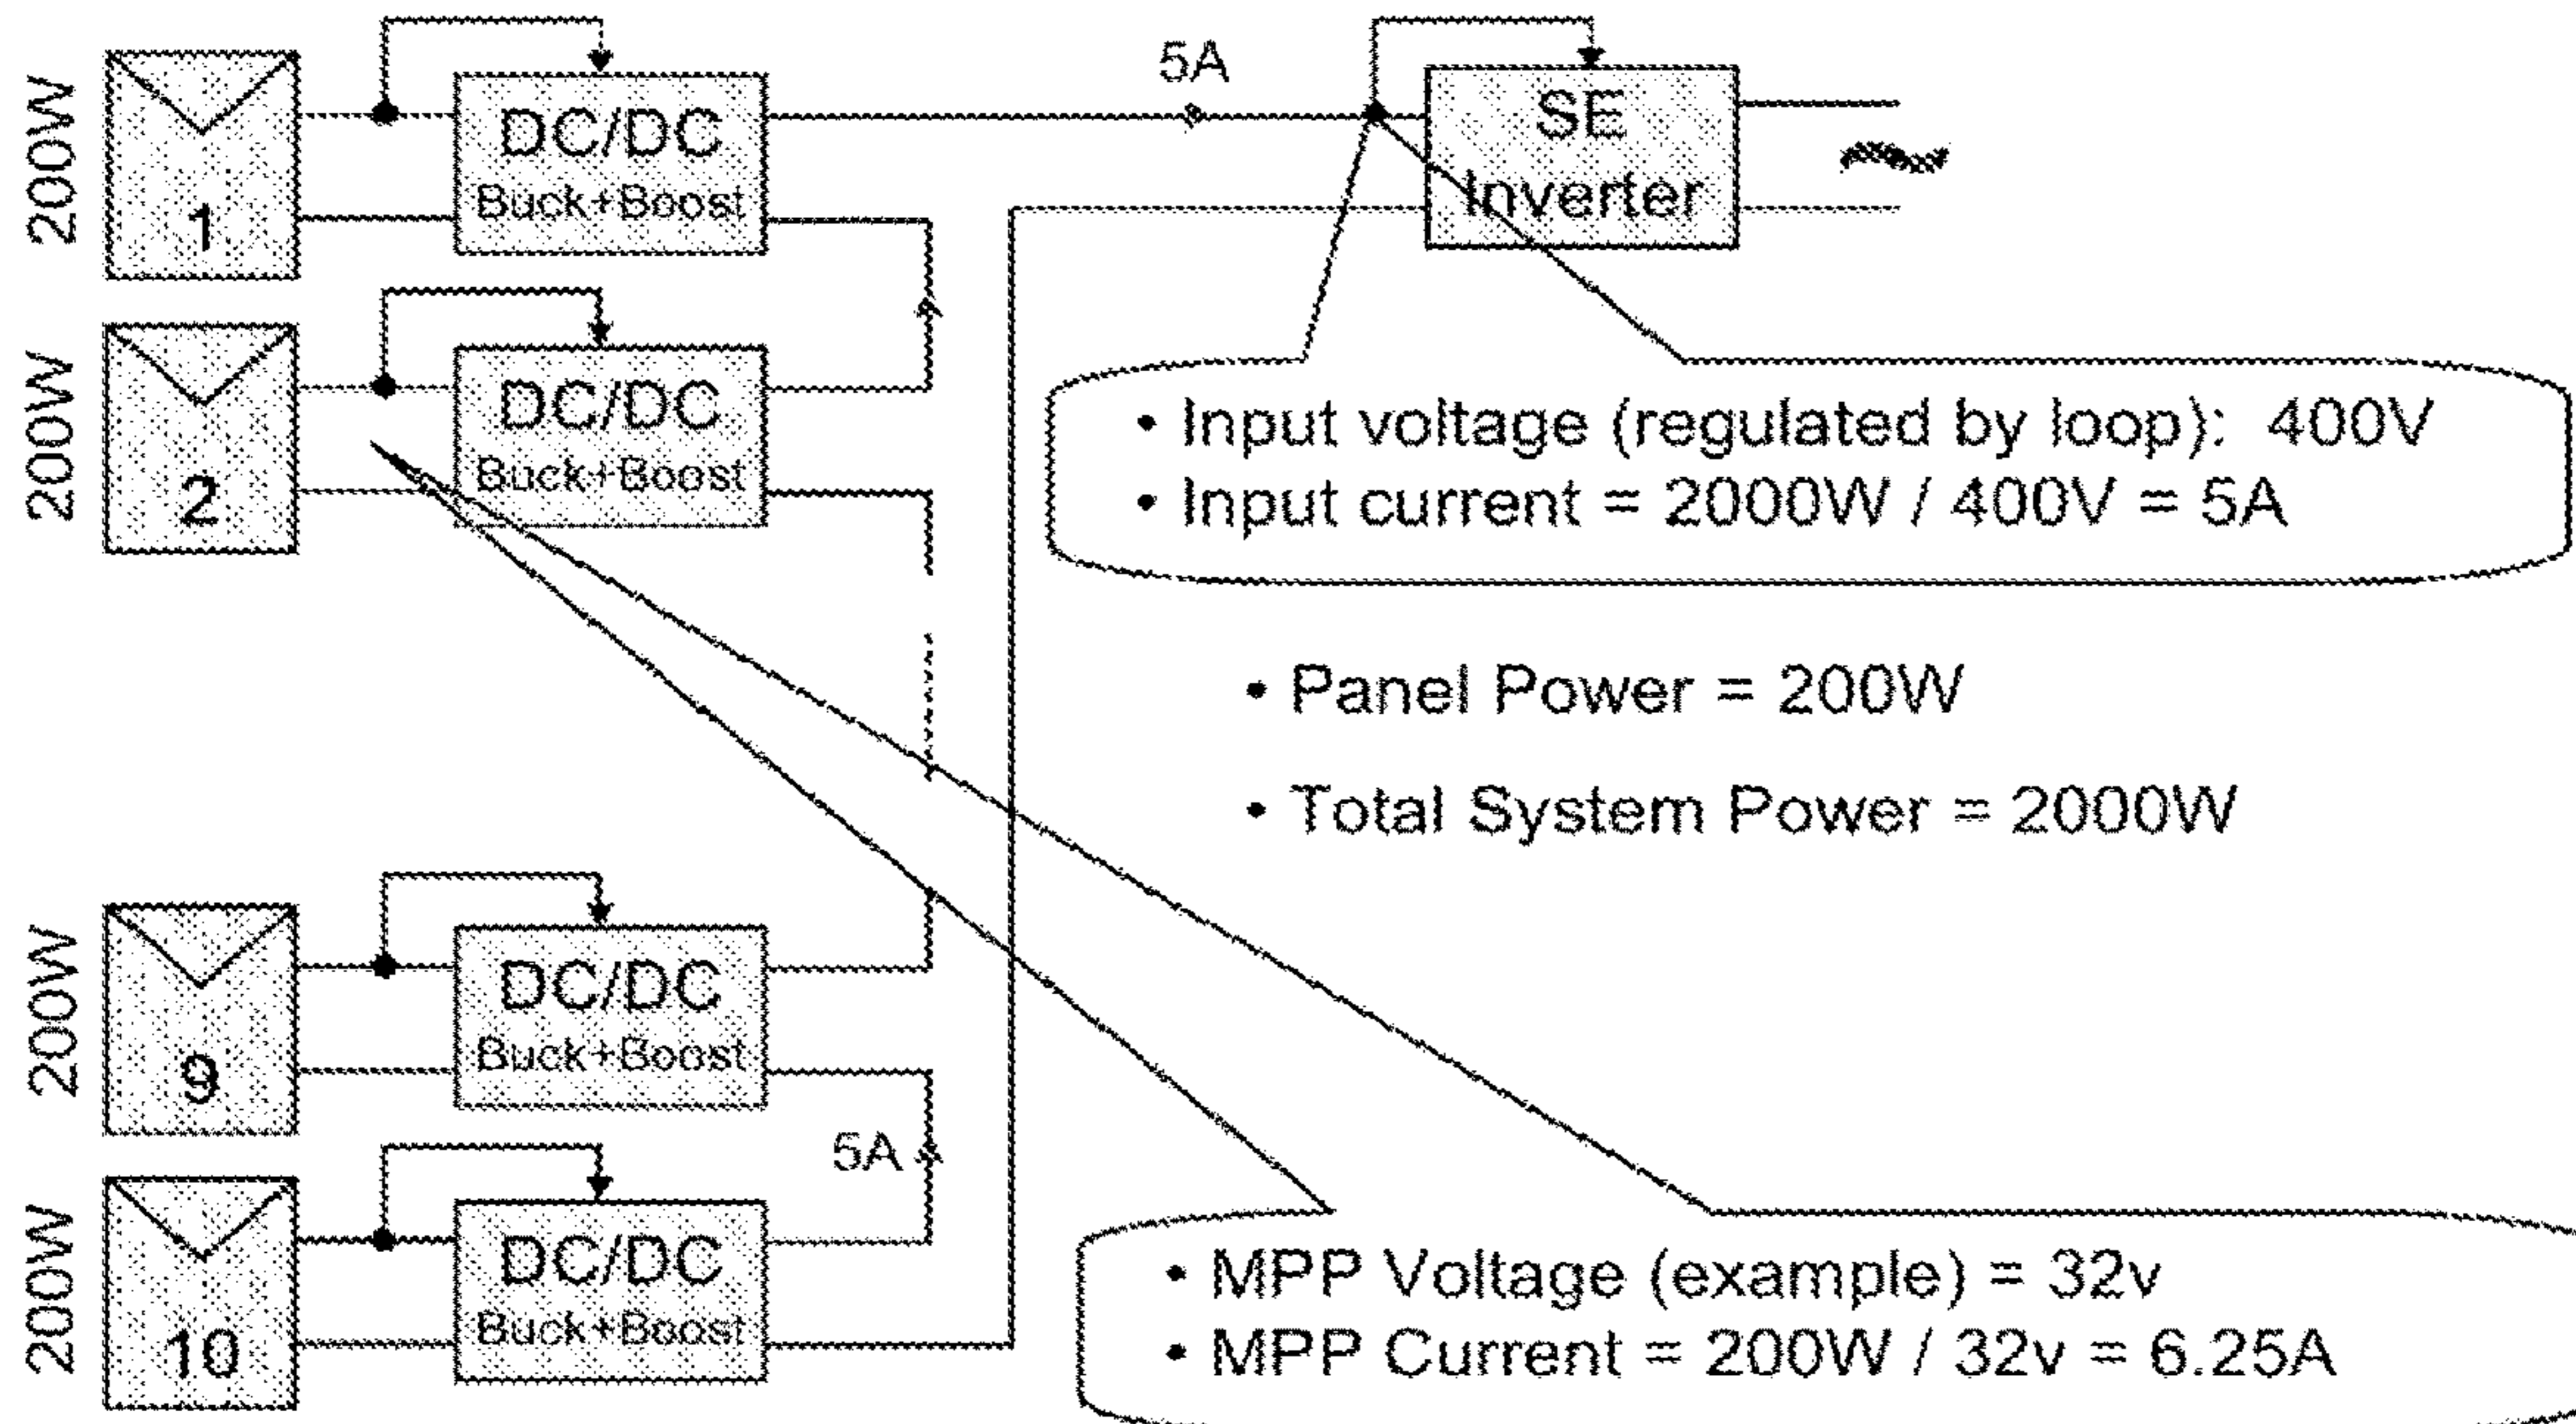 200W
1
DC/DC
Buck+Boost
5A
SE
Inverter
200W
2
DC/DC
Buck+Boost
• Input voltage (regulated by loop): 400V
• Input current = 2000W / 400V = 5A
• Panel Power = 200W
• Total System Power = 2000W
200W
9
DC/DC
Buck+Boost
5A
200W
10
DC/DC
Buck+Boost
• MPP Voltage (example) = 32v
• MPP Current = 200W / 32v = 6.25A